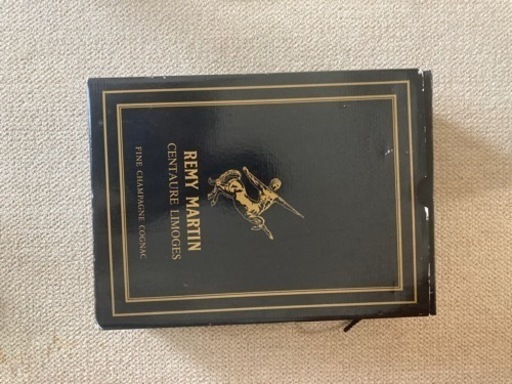 REMY MARTIN
CENTAURE LIMOGES
FINE CHAMPAGNE COGNAC